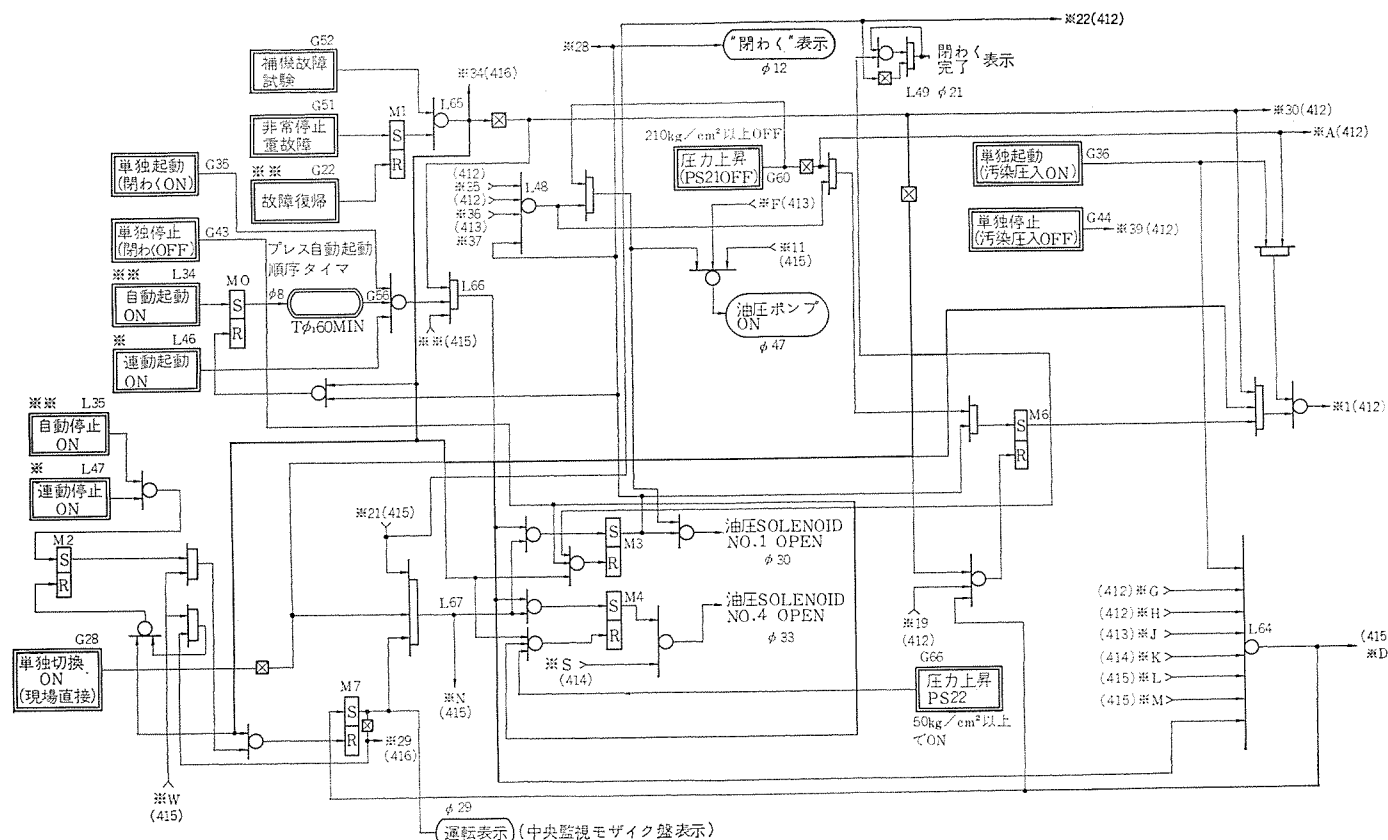 ※22(412)
G52
補機故障
試験
※28
"閉わく"表示
φ12
閉わく
完了 表示
L49 φ21
※34(416)
G51
非常停止
重故障
M1
S
R
L65
※30(412)
※A(412)
210kg/cm²以上OFF
圧力上昇
(PS21OFF)
G60
単独起動
(汚染圧入ON)
G36
G35
単独起動
(閉わくON)
※※ G22
故障復帰
(412)
※35
(412)
※36
(413)
※37
L48
※F(413)
単独停止
(汚染圧入OFF)
G44
※39(412)
単独停止
(閉わくOFF)
G43
プレス自動起動
順序タイマ
※11
(415)
※※ L34
自動起動
ON
M0
S
R
φ8
Tφ:60MIN
G56
L66
※※(415)
油圧ポンプ
ON
φ47
※ L46
連動起動
ON
※※ L35
自動停止
ON
M6
S
R
※1(412)
※ L47
連動停止
ON
※21(415)
M2
S
R
S
R
M3
油圧SOLENOID
NO.1 OPEN
φ30
L67
S
R
M4
油圧SOLENOID
NO.4 OPEN
φ33
※19
(412)
(412)※G
(412)※H
(413)※J
(414)※K
(415)※L
(415)※M
L64
(415
※D
G28
単独切換
ON
(現場直接)
※S
(414)
G66
圧力上昇
PS22
50kg/cm²以上
でON
M7
S
R
※N
(415)
※29
(416)
※W
(415)
φ29
運転表示
(中央監視モザイク盤表示)